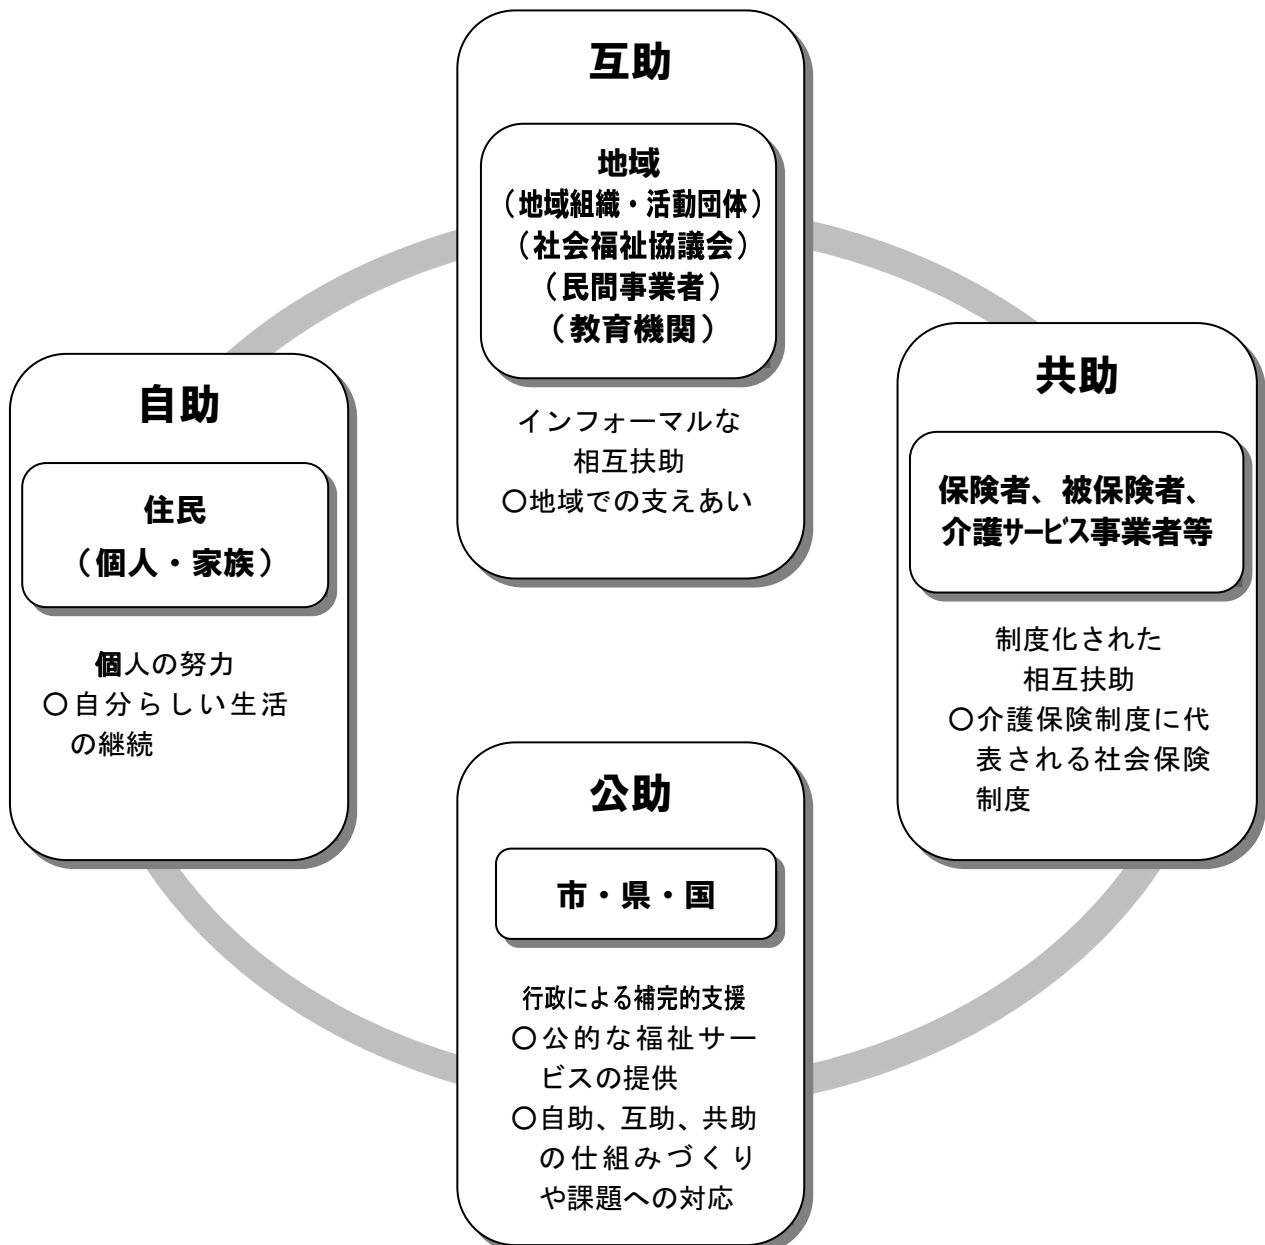 互助
地域
（地域組織・活動団体）
（社会福祉協議会）
（民間事業者）
（教育機関）
インフォーマルな
相互扶助
○地域での支えあい
自助
住民
（個人・家族）
個人の努力
○自分らしい生活
の継続
共助
保険者、被保険者、
介護サービス事業者等
制度化された
相互扶助
○介護保険制度に代
表される社会保険
制度
公助
市・県・国
行政による補完的支援
○公的な福祉サー
ビスの提供
○自助、互助、共助
の仕組みづくり
や課題への対応